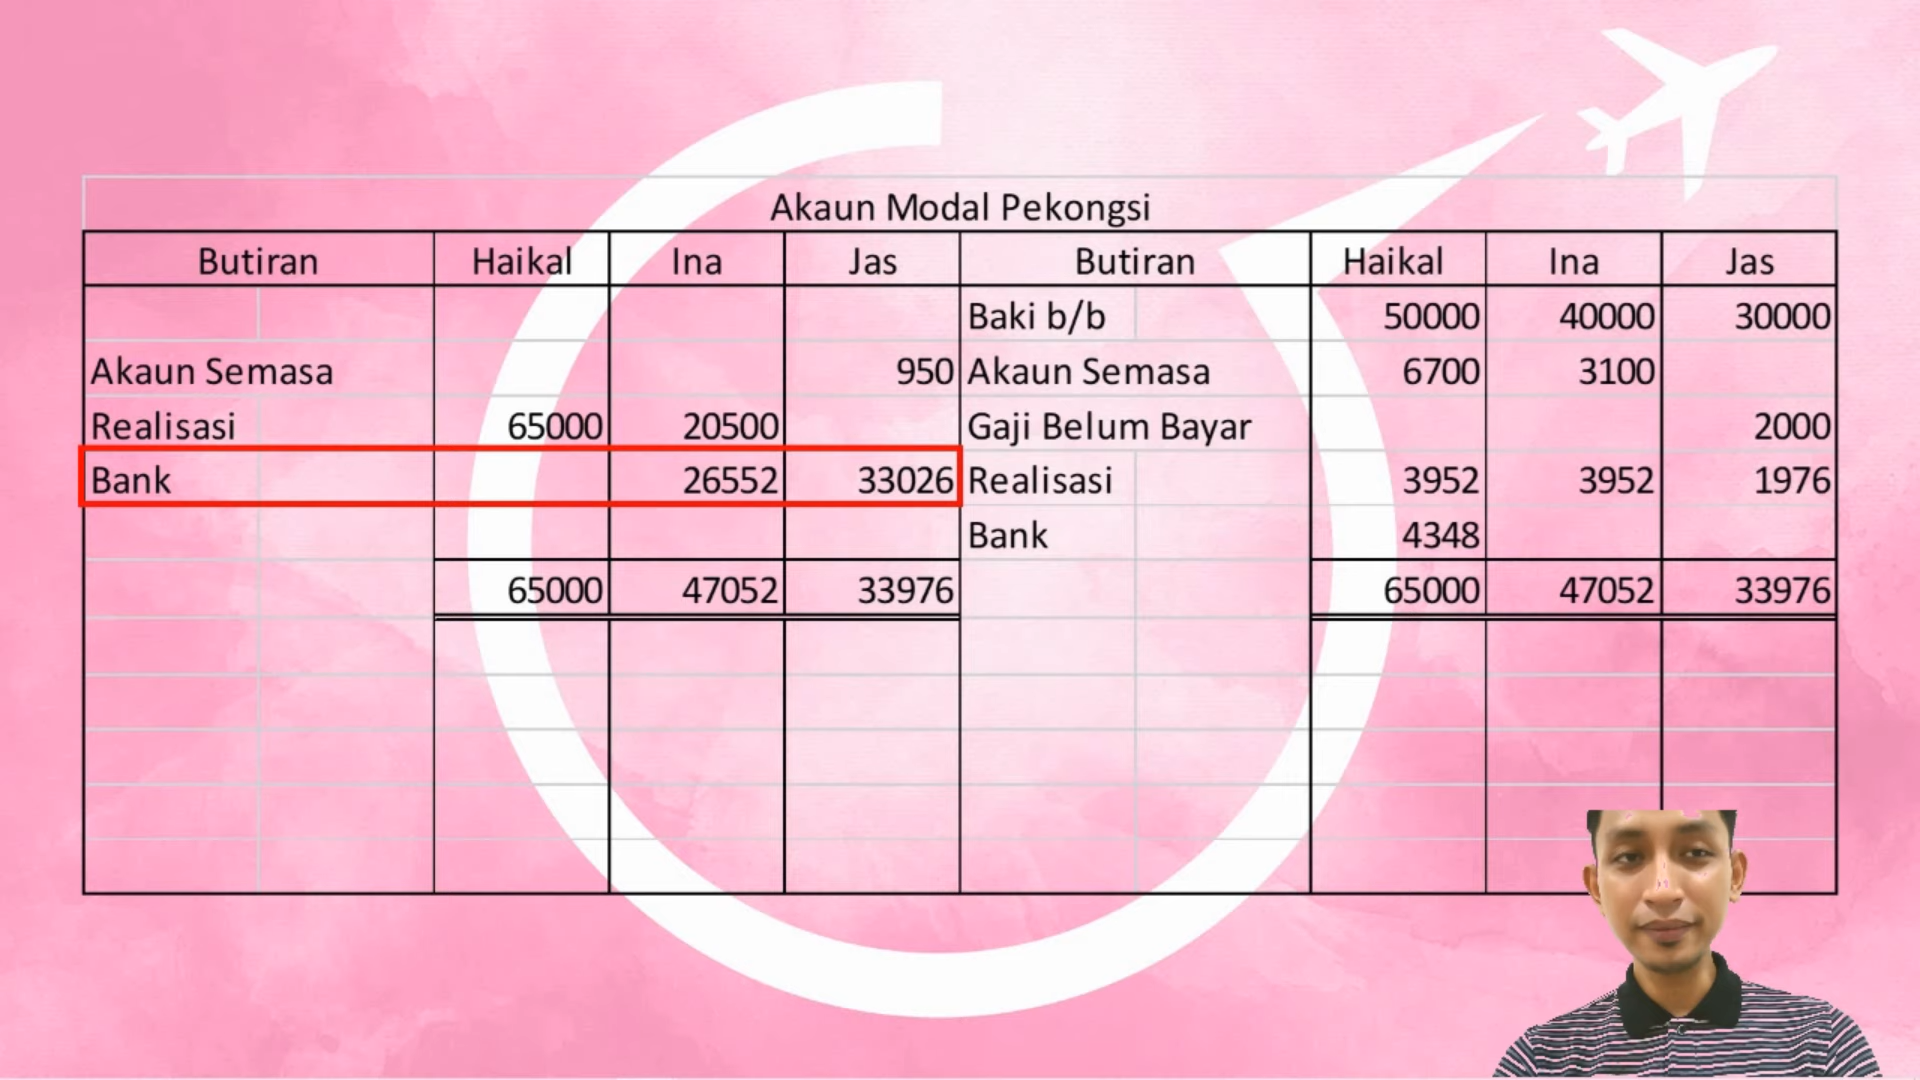 Akaun Modal Pekongsi
Butiran Haikal Ina Jas Butiran Haikal Ina Jas
Baki b/b 50000 40000 30000
Akaun Semasa 950 Akaun Semasa 6700 3100
Realisasi 65000 20500 Gaji Belum Bayar 2000
Bank 26552 33026 Realisasi 3952 3952 1976
Bank 4348
65000 47052 33976 65000 47052 33976